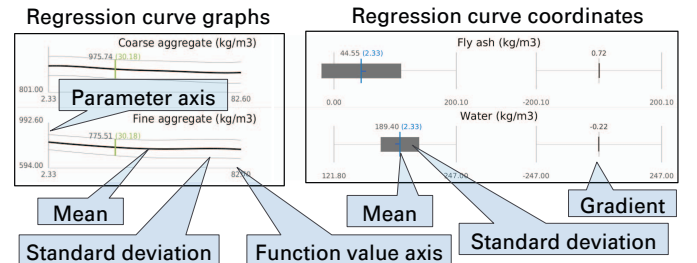 Regression curve graphs
Coarse aggregate (kg/m3)
975.74 (30.18)
801.00
2.33
82.60
Parameter axis
992.60
Fine aggregate (kg/m3)
775.51 (30.18)
594.00
2.33
Mean
Standard deviation
Function value axis
Regression curve coordinates
Fly ash (kg/m3)
44.55 (2.33)
0.72
0.00
200.10
-200.10
200.10
Water (kg/m3)
189.40 (2.33)
-0.22
121.80
247.00
-247.00
247.00
Mean
Standard deviation
Gradient